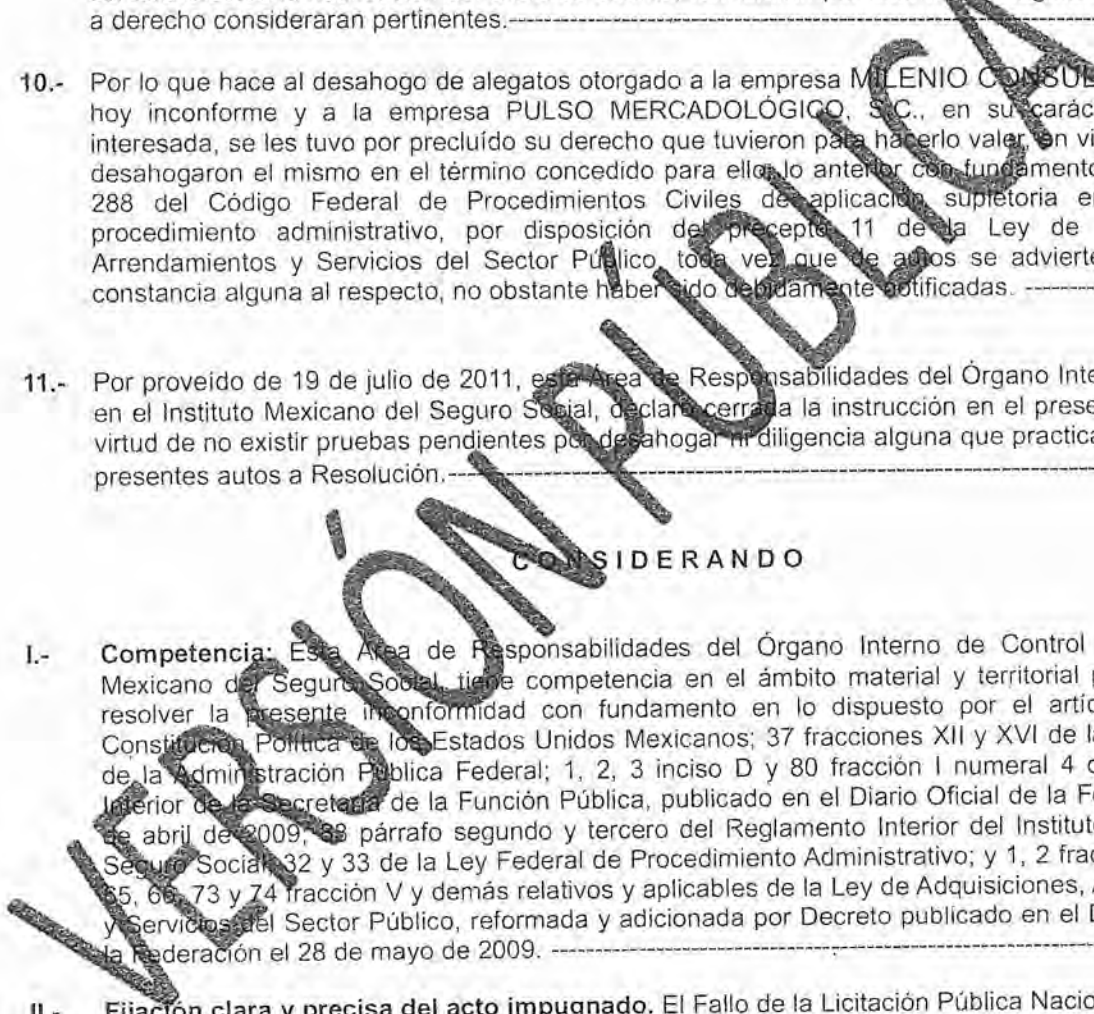 a derecho consideraran pertinentes.
10.- Por lo que hace al desahogo de alegatos otorgado a la empresa MILENIO CONSUL
hoy inconforme y a la empresa PULSO MERCADOLÓGICO, S.C., en su carác
interesada, se les tuvo por precluído su derecho que tuvieron para hacerlo valer, en vi
desahogaron el mismo en el término concedido para ello, lo anterior con fundamento
288 del Código Federal de Procedimientos Civiles de aplicación supletoria en
procedimiento administrativo, por disposición del precepto 11 de la Ley de
Arrendamientos y Servicios del Sector Público, toda vez que de autos se advierte
constancia alguna al respecto, no obstante haber sido debidamente notificadas.
11.- Por proveído de 19 de julio de 2011, esta Área de Responsabilidades del Órgano Inte
en el Instituto Mexicano del Seguro Social, declaró cerrada la instrucción en el prese
virtud de no existir pruebas pendientes por desahogar ni diligencia alguna que practica
presentes autos a Resolución.
CONSIDERANDO
I.- Competencia: Esta Área de Responsabilidades del Órgano Interno de Control
Mexicano del Seguro Social, tiene competencia en el ámbito material y territorial p
resolver la presente inconformidad con fundamento en lo dispuesto por el artíc
Constitución Política de los Estados Unidos Mexicanos; 37 fracciones XII y XVI de la
de la Administración Pública Federal; 1, 2, 3 inciso D y 80 fracción I numeral 4 d
Interior de la Secretaría de la Función Pública, publicado en el Diario Oficial de la Fe
de abril de 2009; 83 párrafo segundo y tercero del Reglamento Interior del Instituto
Seguro Social; 32 y 33 de la Ley Federal de Procedimiento Administrativo; y 1, 2 frac
65, 66, 73 y 74 fracción V y demás relativos y aplicables de la Ley de Adquisiciones, A
y Servicios del Sector Público, reformada y adicionada por Decreto publicado en el D
la Federación el 28 de mayo de 2009.
II.- Fijación clara y precisa del acto impugnado. El Fallo de la Licitación Pública Nacio
VERSIÓN PÚBLICA